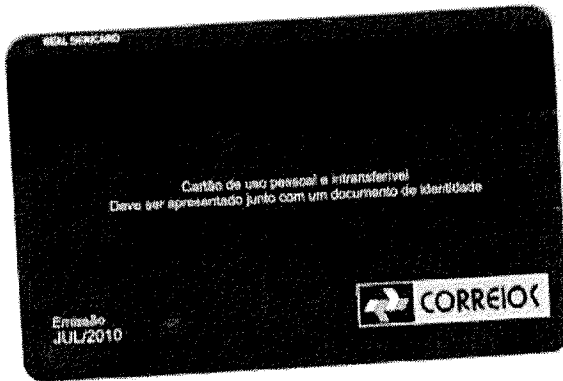 Cartão de uso pessoal e intransferível
Deve ser apresentado junto com um documento de identidade
CORREIOS
Emissão
JUL/2010